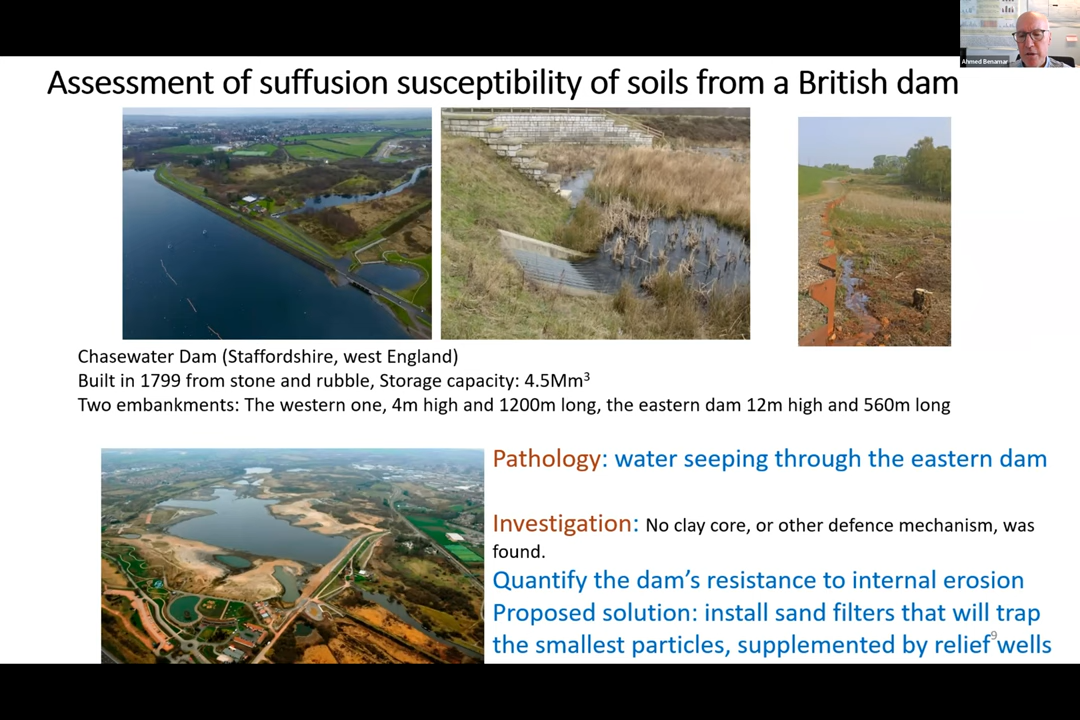 Ahmed Benamar
Assessment of suffusion susceptibility of soils from a British dam
Chasewater Dam (Staffordshire, west England)
Built in 1799 from stone and rubble, Storage capacity: 4.5Mm³
Two embankments: The western one, 4m high and 1200m long, the eastern dam 12m high and 560m long
Pathology: water seeping through the eastern dam
Investigation: No clay core, or other defence mechanism, was
found.
Quantify the dam’s resistance to internal erosion
Proposed solution: install sand filters that will trap
the smallest particles, supplemented by relief wells
9